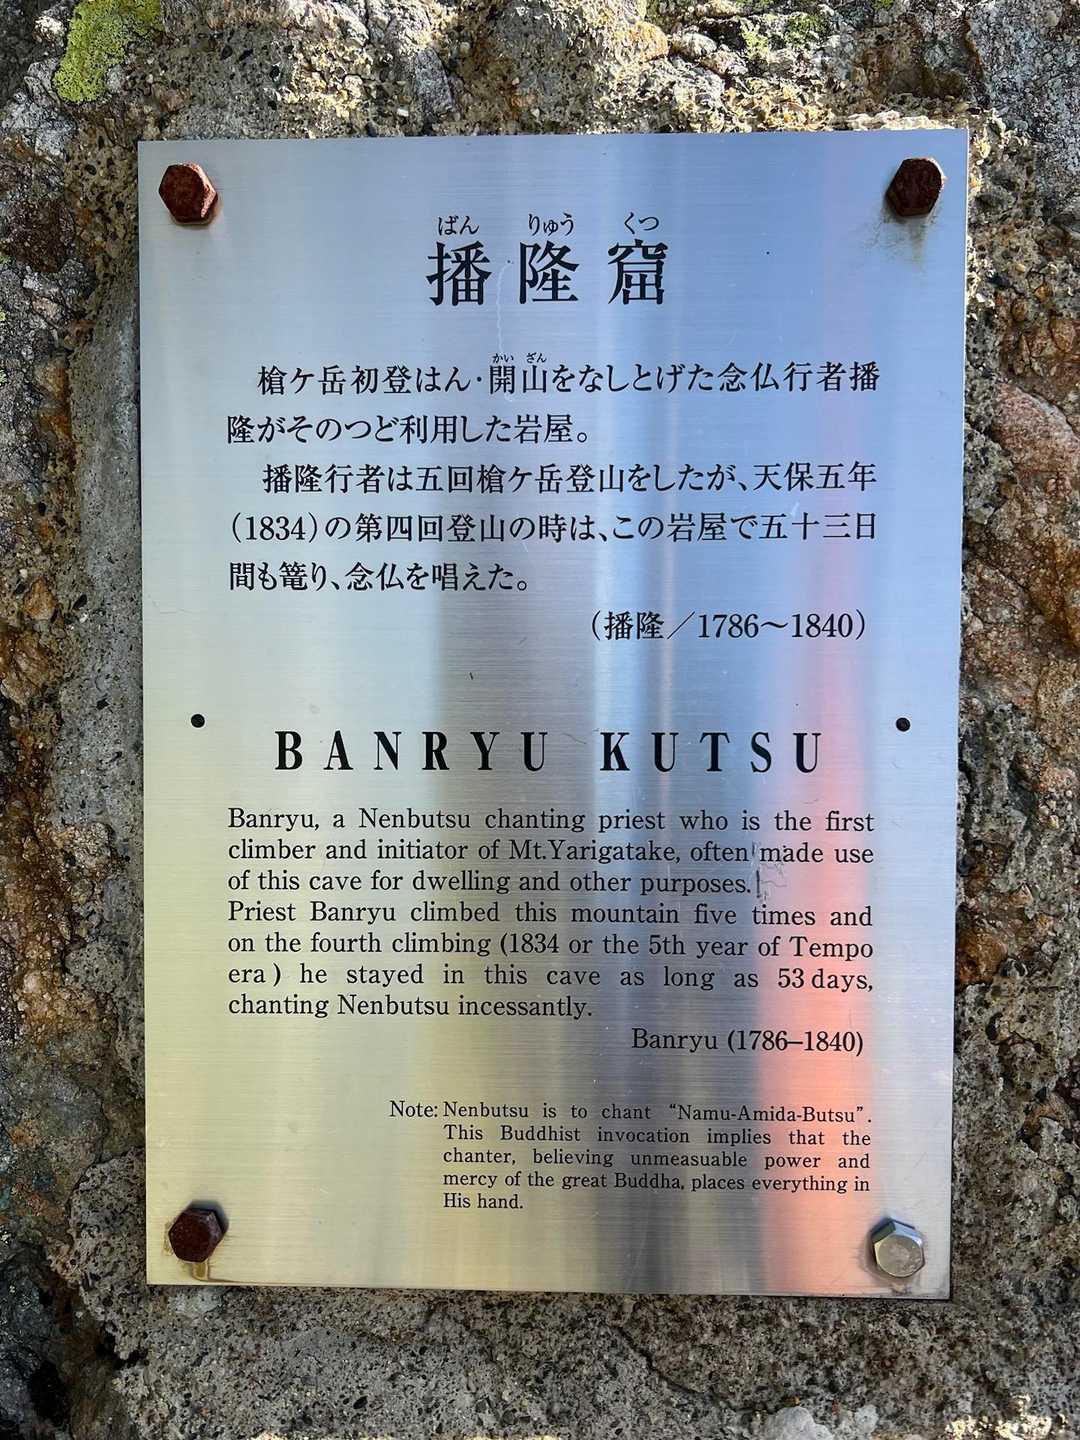 ばん りゅう くつ
播隆窟
かい ざん
槍ケ岳初登はん・開山をなしとげた念仏行者播
隆がそのつど利用した岩屋。
播隆行者は五回槍ケ岳登山をしたが、天保五年
(1834)の第四回登山の時は、この岩屋で五十三日
間も篭り、念仏を唱えた。
(播隆／1786〜1840)
BANRYU KUTSU
Banryu, a Nenbutsu chanting priest who is the first
climber and initiator of Mt.Yarigatake, often made use
of this cave for dwelling and other purposes.
Priest Banryu climbed this mountain five times and
on the fourth climbing (1834 or the 5th year of Tempo
era) he stayed in this cave as long as 53 days,
chanting Nenbutsu incessantly.
Banryu (1786–1840)
Note: Nenbutsu is to chant “Namu-Amida-Butsu”.
This Buddhist invocation implies that the
chanter, believing unmeasuable power and
mercy of the great Buddha, places everything in
His hand.